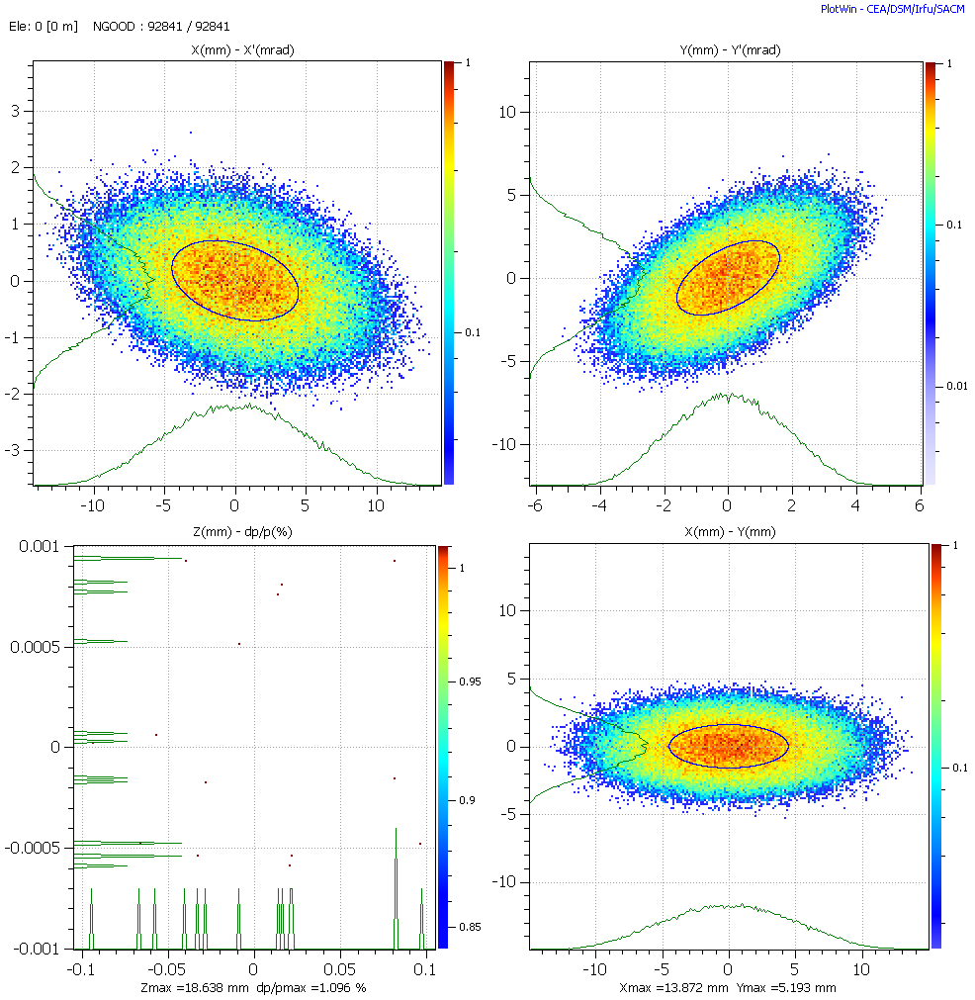 PlotWin - CEA/DSM/Irfu/SACM
Ele: 0 [0 m] NGOOD : 92841 / 92841
X(mm) - X'(mrad)
3
2
1
0
-1
-2
-3
-10 -5 0 5 10
1
0.1
Y(mm) - Y'(mrad)
10
5
0
-5
-10
-6 -4 -2 0 2 4 6
1
0.1
0.01
Z(mm) - dp/p(%)
0.001
0.0005
0
-0.0005
-0.001
-0.1 -0.05 0 0.05 0.1
1
0.95
0.9
0.85
Zmax =18.638 mm dp/pmax =1.096 %
X(mm) - Y(mm)
10
5
0
-5
-10
-10 -5 0 5 10
1
0.1
Xmax =13.872 mm Ymax =5.193 mm